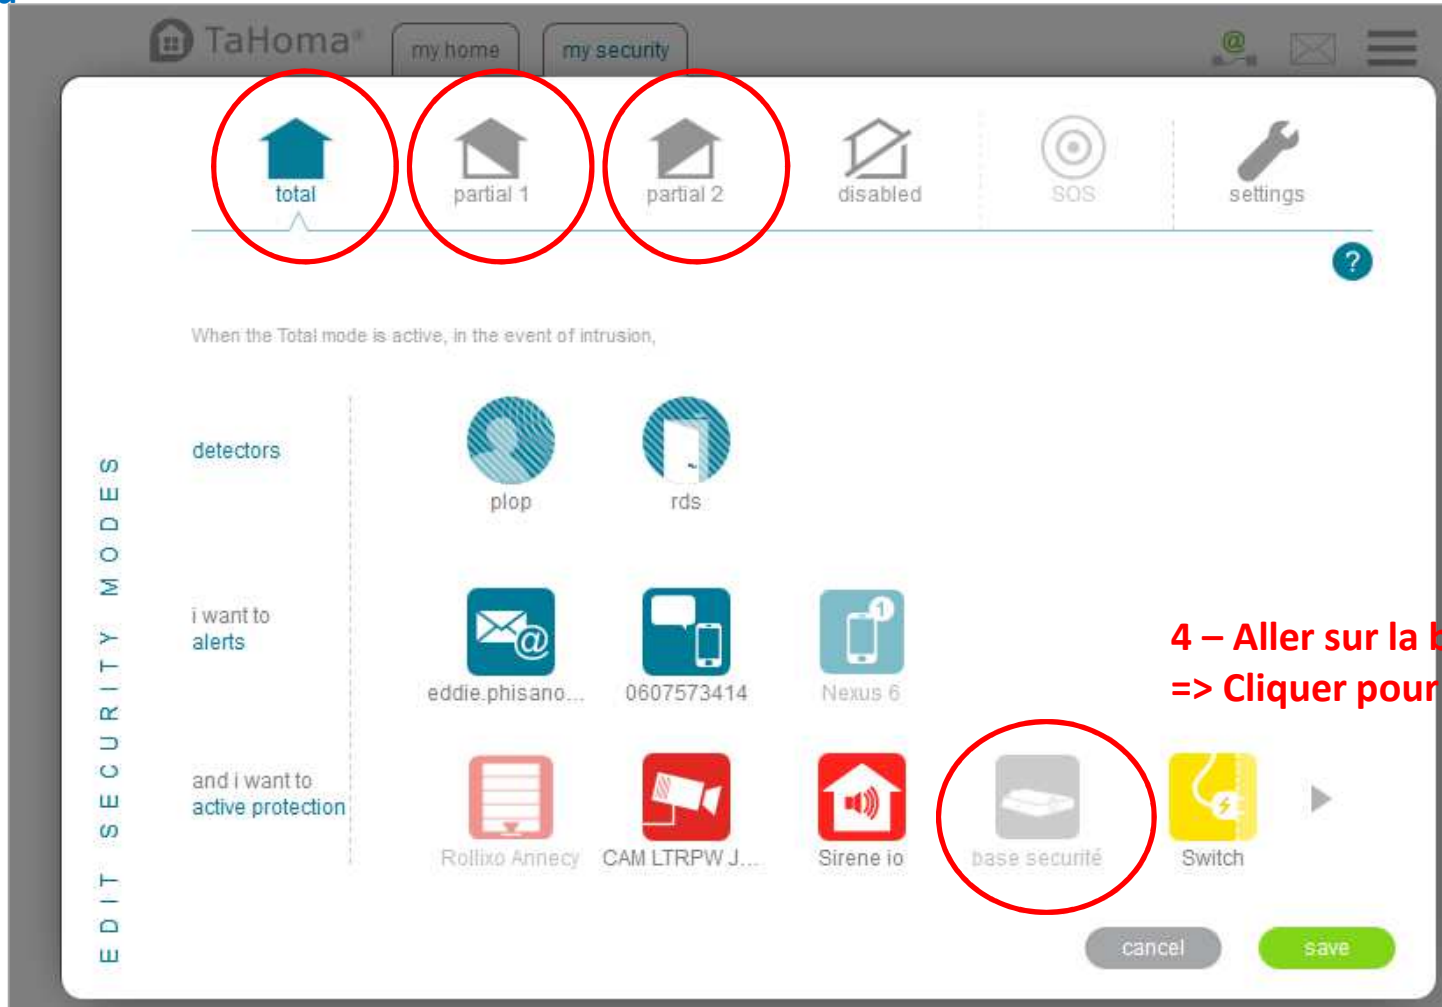 TaHoma®
my home
my security
total
partial 1
partial 2
disabled
SOS
settings
?
When the Total mode is active, in the event of intrusion,
EDIT SECURITY MODES
detectors
plop
rds
i want to
alerts
eddie.phisano...
0607573414
1
Nexus 6
4 – Aller sur la
=> Cliquer pour
and i want to
active protection
Rollixo Annecy
CAM LTRPW J...
Sirene io
base securité
Switch
cancel
save